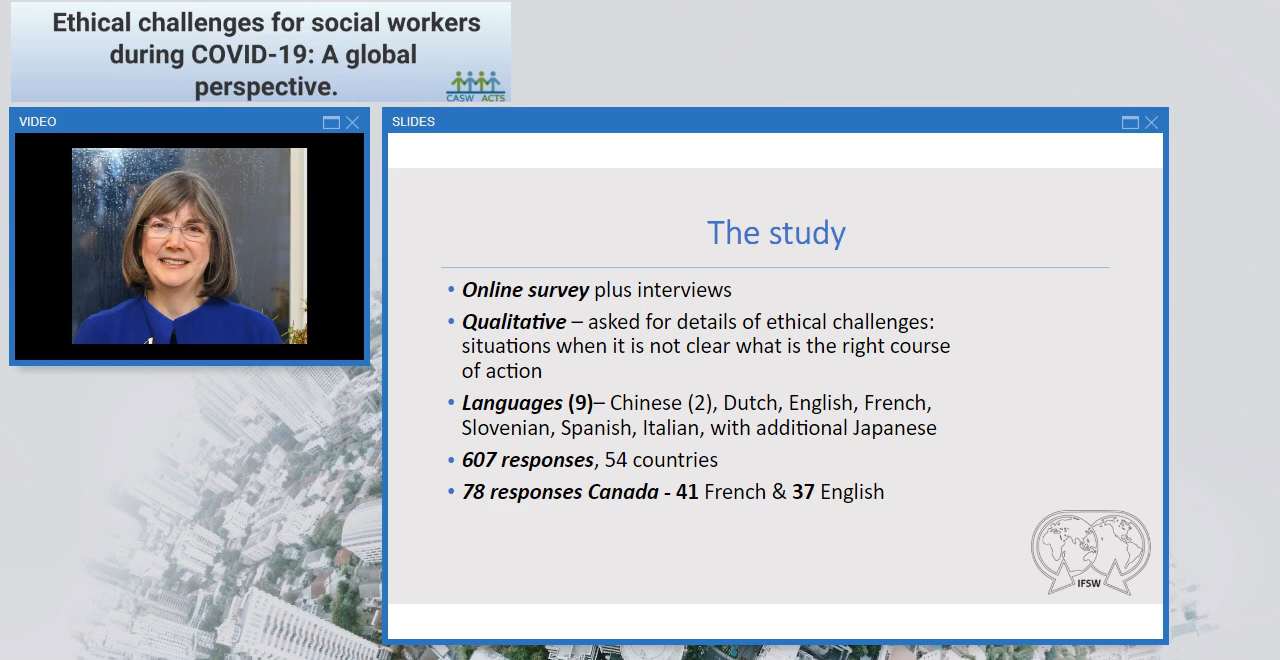 Ethical challenges for social workers
during COVID-19: A global
perspective.
CASW ACTS
VIDEO
SLIDES
The study
• Online survey plus interviews
• Qualitative – asked for details of ethical challenges:
situations when it is not clear what is the right course
of action
• Languages (9)– Chinese (2), Dutch, English, French,
Slovenian, Spanish, Italian, with additional Japanese
• 607 responses, 54 countries
• 78 responses Canada - 41 French & 37 English
IFSW